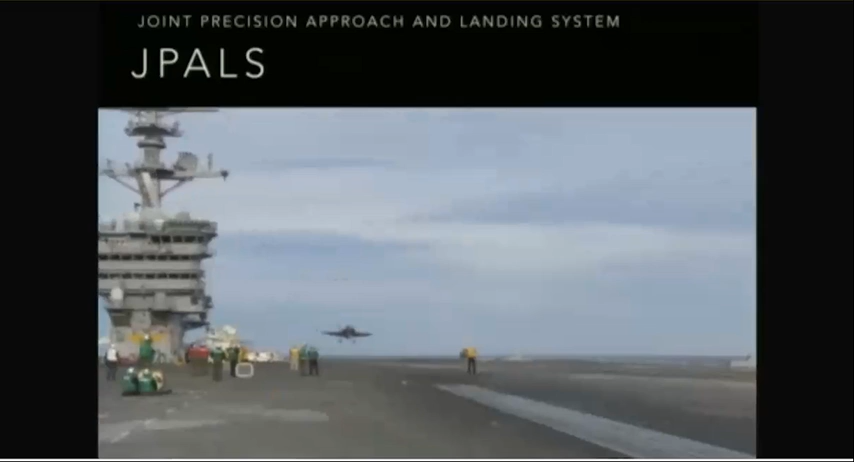 JOINT PRECISION APPROACH AND LANDING SYSTEM
JPALS